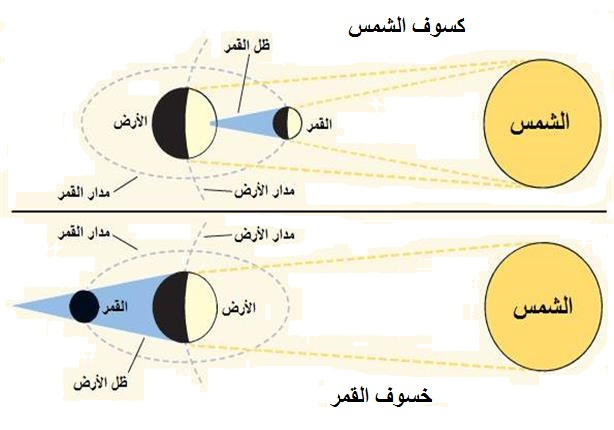 كسوف الشمس
ظل القمر
الشمس
القمر
الأرض
مدار الأرض
مدار القمر
مدار القمر
مدار الأرض
الشمس
الأرض
القمر
ظل الأرض
خسوف القمر